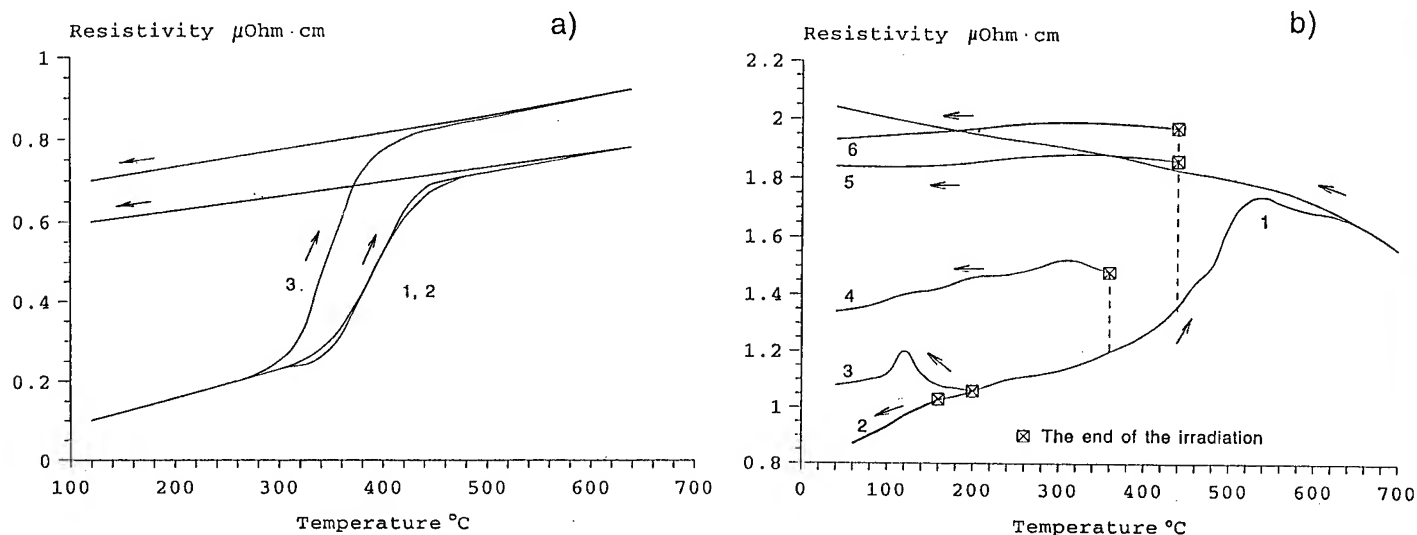 Resistivity µOhm·cm
a)
1
0.8
0.6
0.4
0.2
0
100 200 300 400 500 600 700
Temperature °C
3.
1, 2
Resistivity µOhm·cm
b)
2.2
2
1.8
1.6
1.4
1.2
1
0.8
0 100 200 300 400 500 600 700
Temperature °C
6
5
1
4
3
2
The end of the irradiation